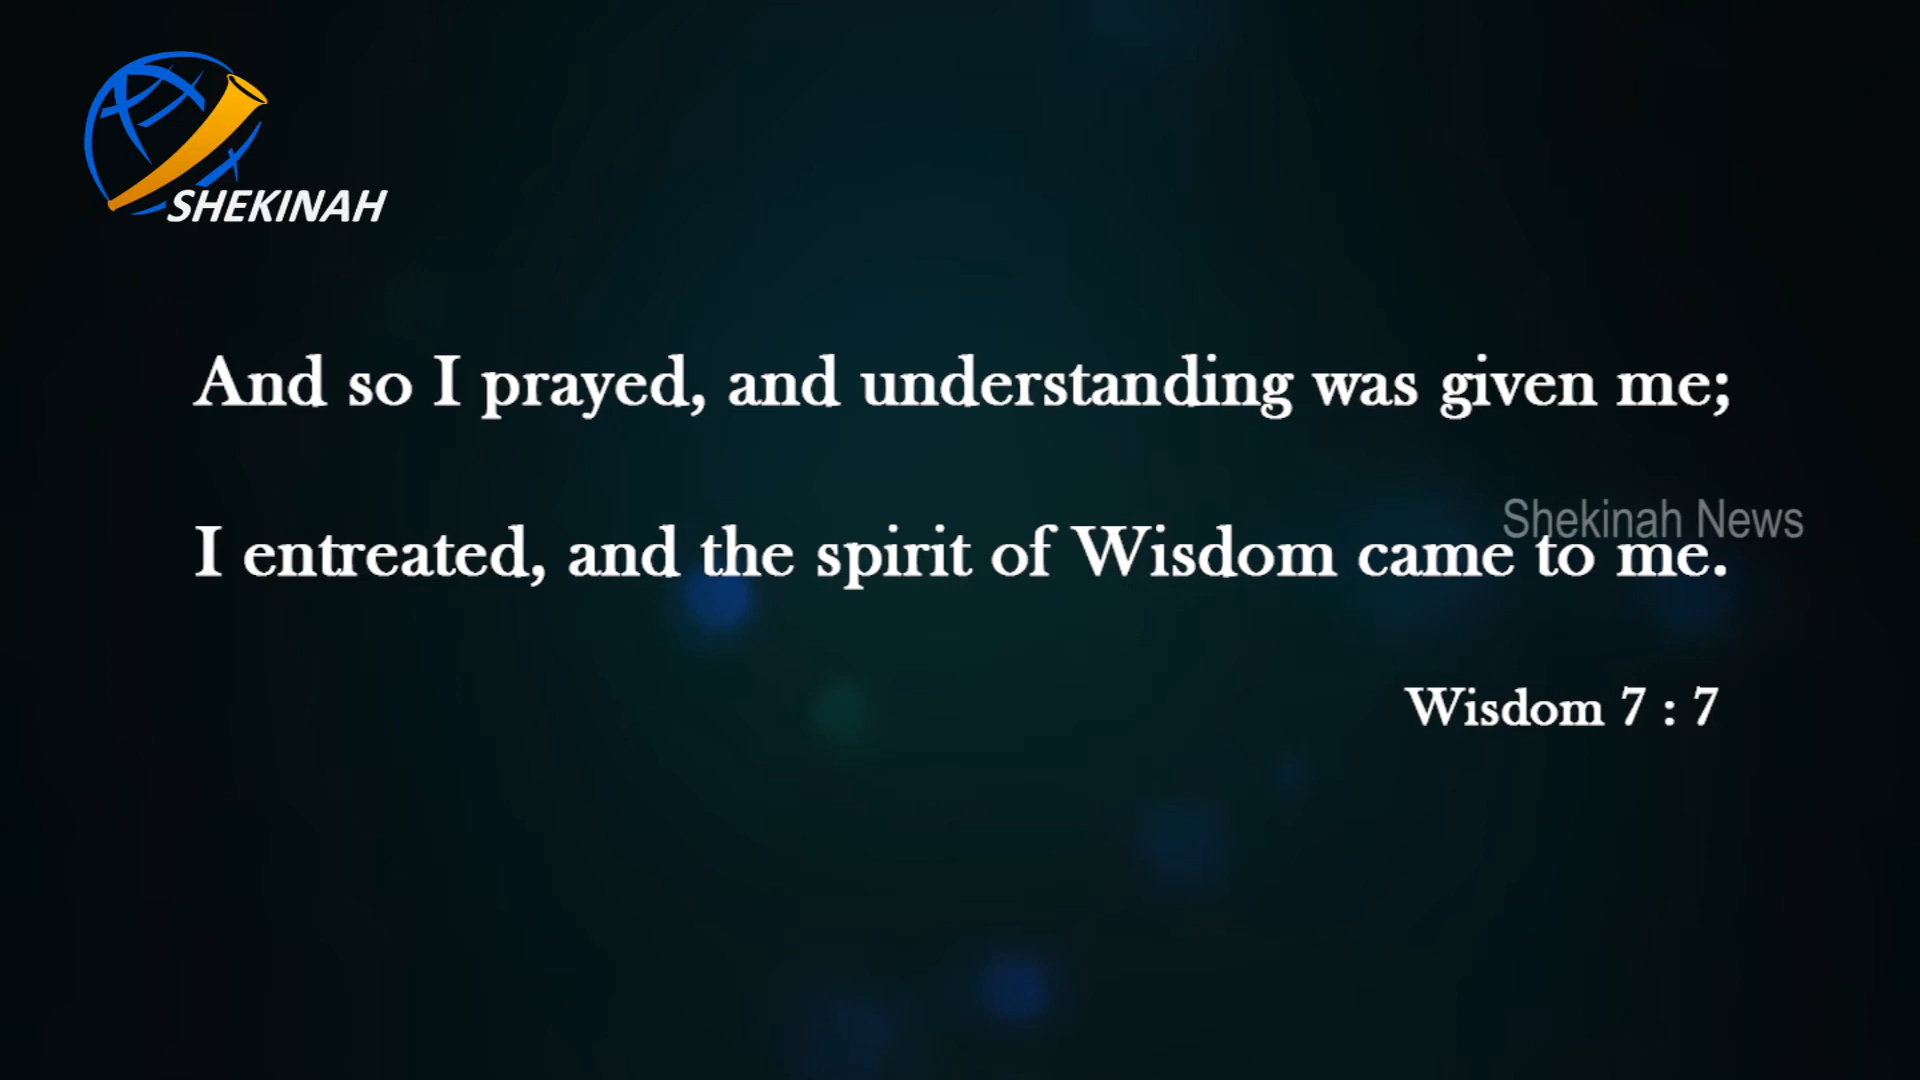 SHEKINAH
And so I prayed, and understanding was given me;
Shekinah News
I entreated, and the spirit of Wisdom came to me.
Wisdom 7 : 7